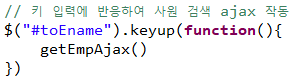 // 키 입력에 반응하여 사원 검색 ajax 작동
$("#toEname").keyup(function(){
    getEmpAjax()
})